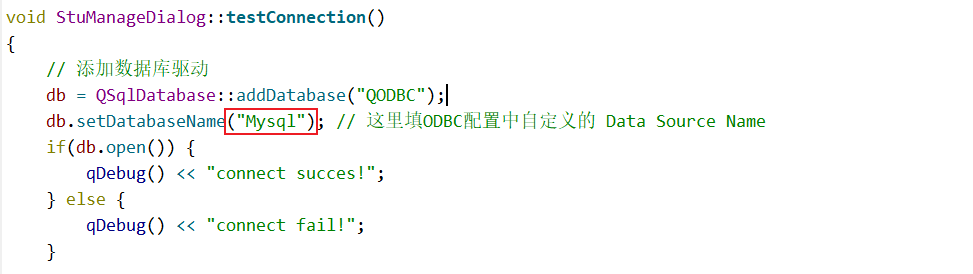 void StuManageDialog::testConnection()
{
    // 添加数据库驱动
    db = QSqlDatabase::addDatabase("QODBC");
    db.setDatabaseName("Mysql"); // 这里填ODBC配置中自定义的 Data Source Name
    if(db.open()) {
        qDebug() << "connect succes!";
    } else {
        qDebug() << "connect fail!";
    }